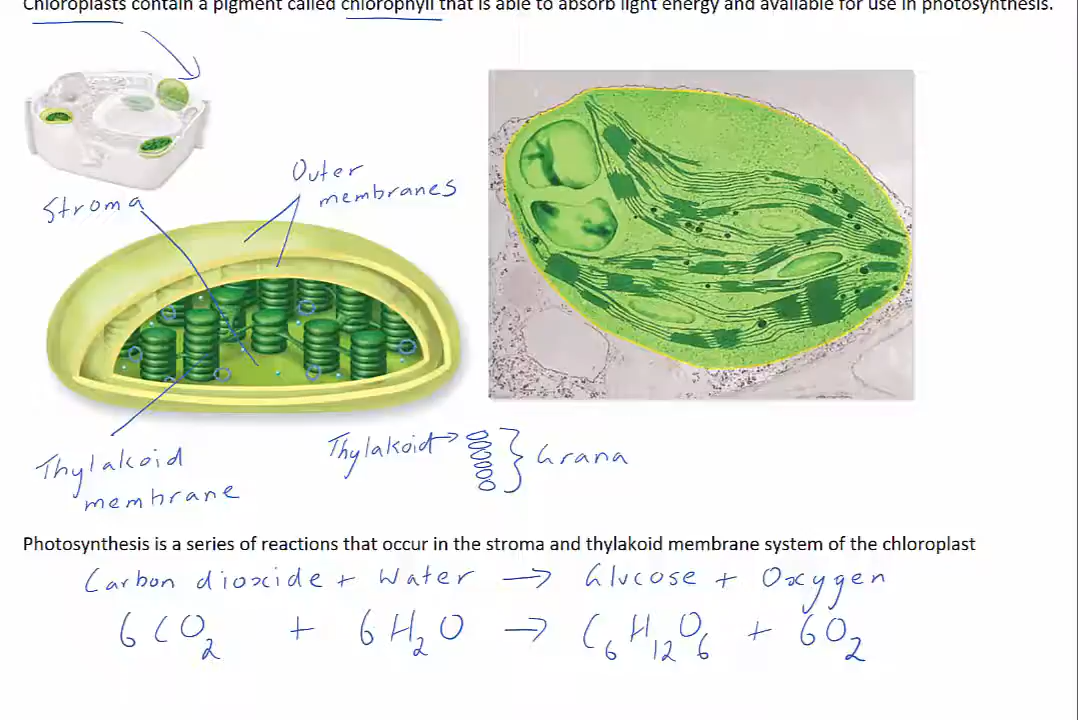 Chloroplasts contain a pigment called chlorophyll that is able to absorb light energy and available for use in photosynthesis.
Outer
membranes
Stroma
Thylakoid
membrane
Thylakoid
Grana
Photosynthesis is a series of reactions that occur in the stroma and thylakoid membrane system of the chloroplast
Carbon dioxide + Water → Glucose + Oxygen
6CO₂ + 6H₂O → C₆H₁₂O₆ + 6O₂